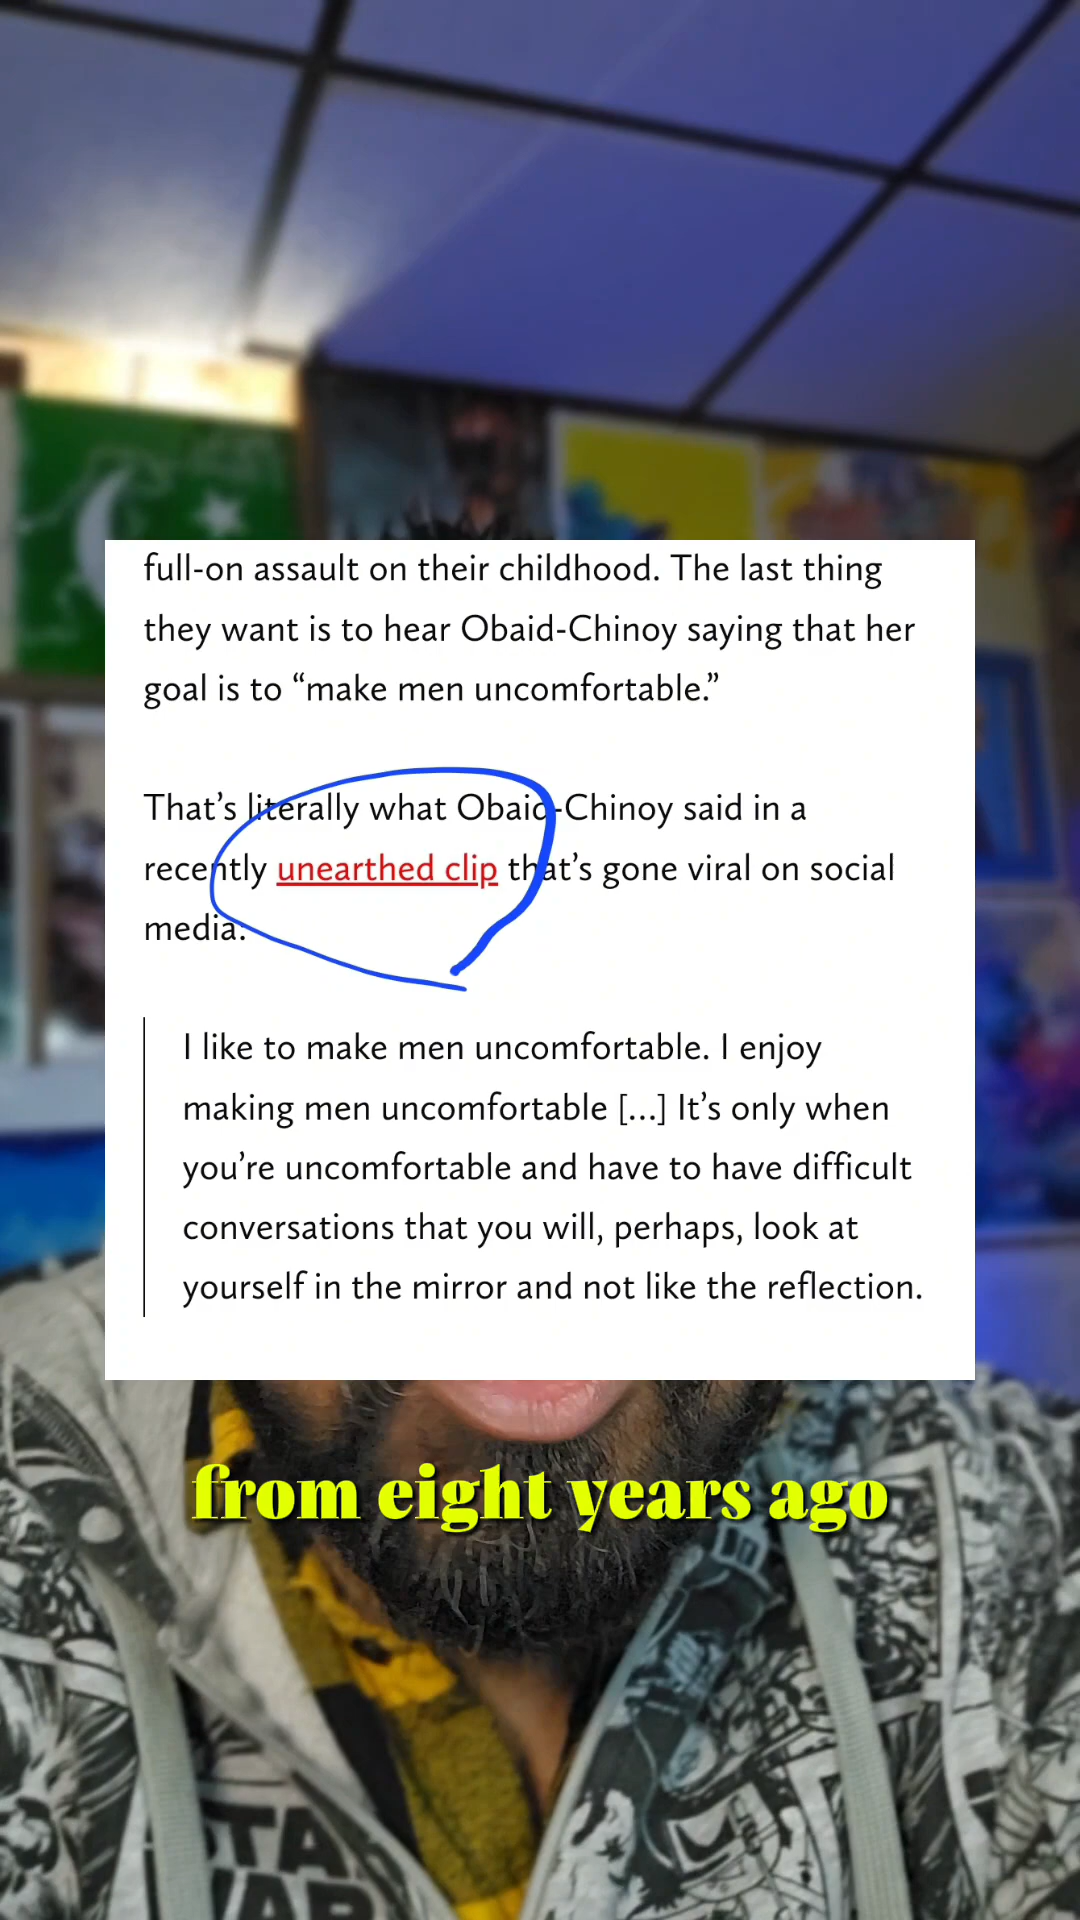 full-on assault on their childhood. The last thing
they want is to hear Obaid-Chinoy saying that her
goal is to “make men uncomfortable.”
That’s literally what Obaid-Chinoy said in a
recently unearthed clip that’s gone viral on social
media:
I like to make men uncomfortable. I enjoy
making men uncomfortable [...] It’s only when
you’re uncomfortable and have to have difficult
conversations that you will, perhaps, look at
yourself in the mirror and not like the reflection.
from eight years ago
STAR
WAR